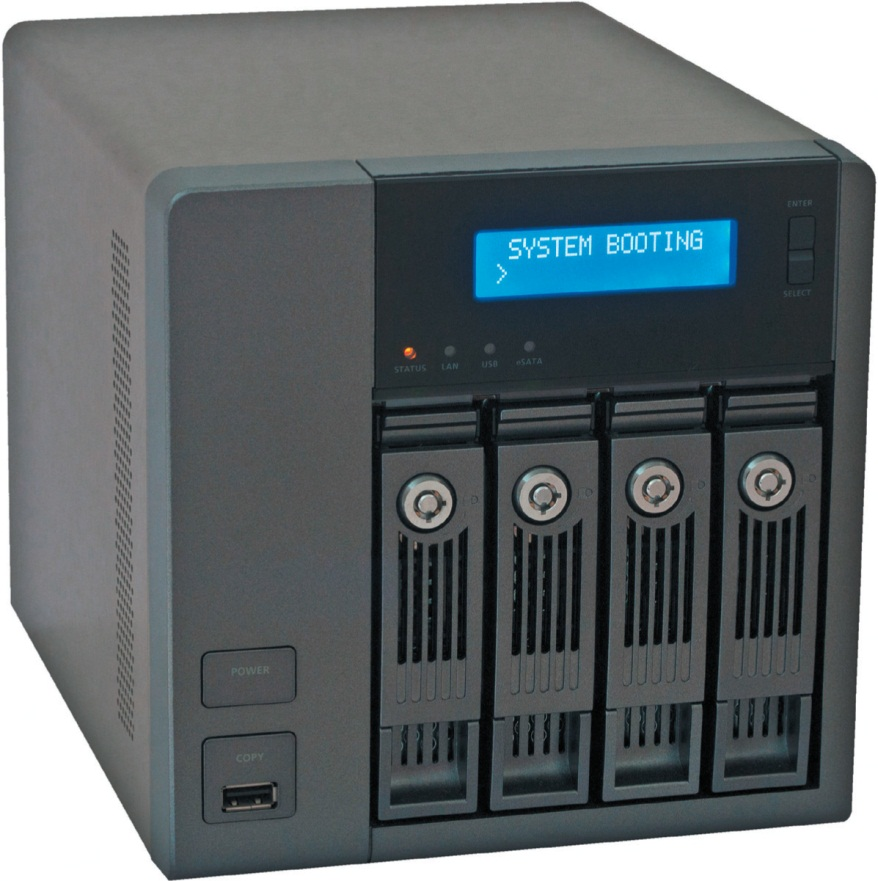 SYSTEM BOOTING
>
ENTER
SELECT
STATUS LAN USB eSATA
POWER
COPY